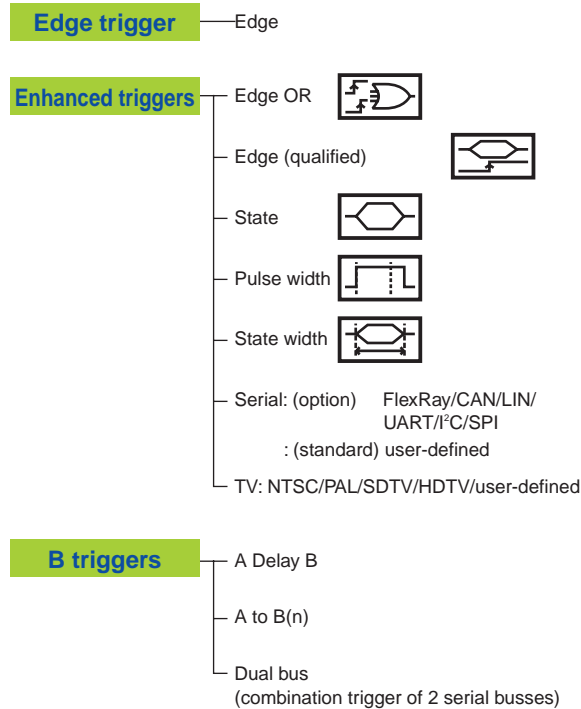 Edge trigger
Edge
Enhanced triggers
Edge OR
Edge (qualified)
State
Pulse width
State width
Serial: (option) FlexRay/CAN/LIN/
UART/I²C/SPI
: (standard) user-defined
TV: NTSC/PAL/SDTV/HDTV/user-defined
B triggers
A Delay B
A to B(n)
Dual bus
(combination trigger of 2 serial busses)